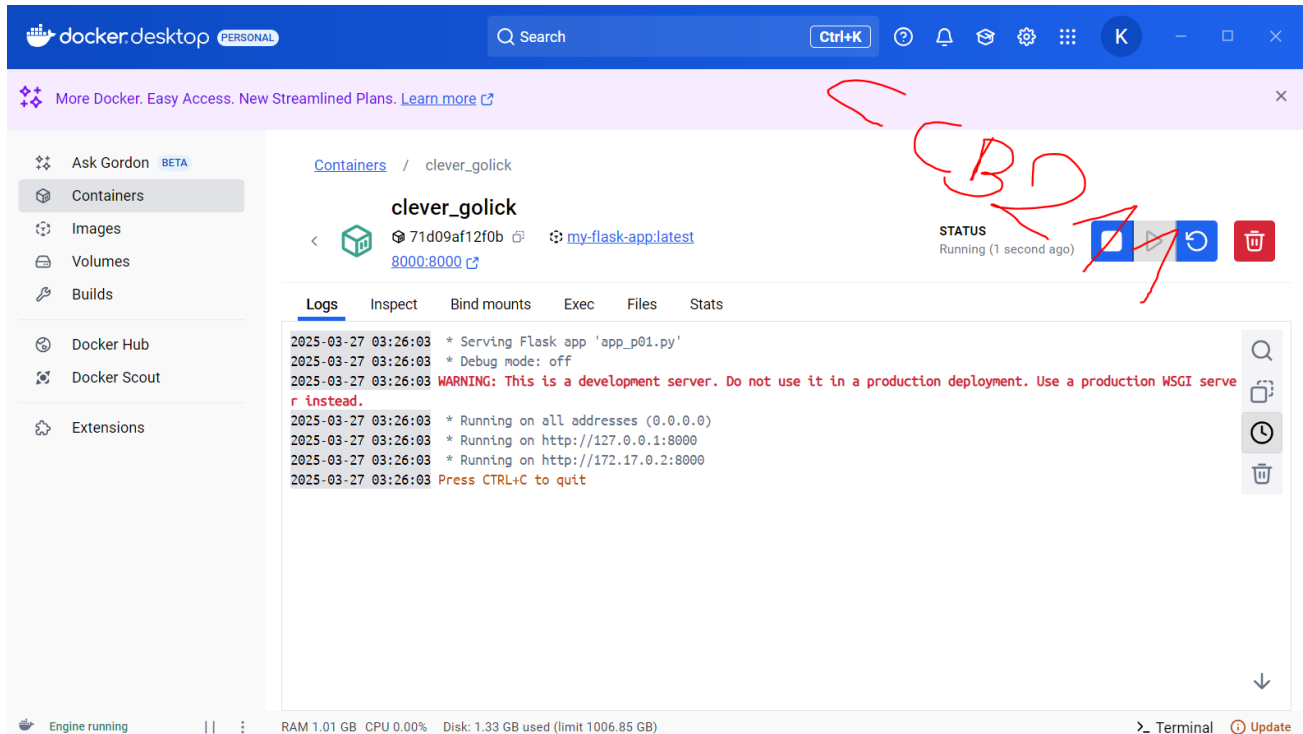 docker.desktop PERSONAL Search Ctrl+K K
More Docker. Easy Access. New Streamlined Plans. Learn more
Ask Gordon BETA
Containers
Images
Volumes
Builds
Docker Hub
Docker Scout
Extensions
Containers / clever_golick
clever_golick
71d09af12f0b my-flask-app:latest
8000:8000
STATUS
Running (1 second ago)
Logs Inspect Bind mounts Exec Files Stats
2025-03-27 03:26:03 * Serving Flask app 'app_p01.py'
2025-03-27 03:26:03 * Debug mode: off
2025-03-27 03:26:03 WARNING: This is a development server. Do not use it in a production deployment. Use a production WSGI serve
r instead.
2025-03-27 03:26:03 * Running on all addresses (0.0.0.0)
2025-03-27 03:26:03 * Running on http://127.0.0.1:8000
2025-03-27 03:26:03 * Running on http://172.17.0.2:8000
2025-03-27 03:26:03 Press CTRL+C to quit
Engine running RAM 1.01 GB CPU 0.00% Disk: 1.33 GB used (limit 1006.85 GB) Terminal Update